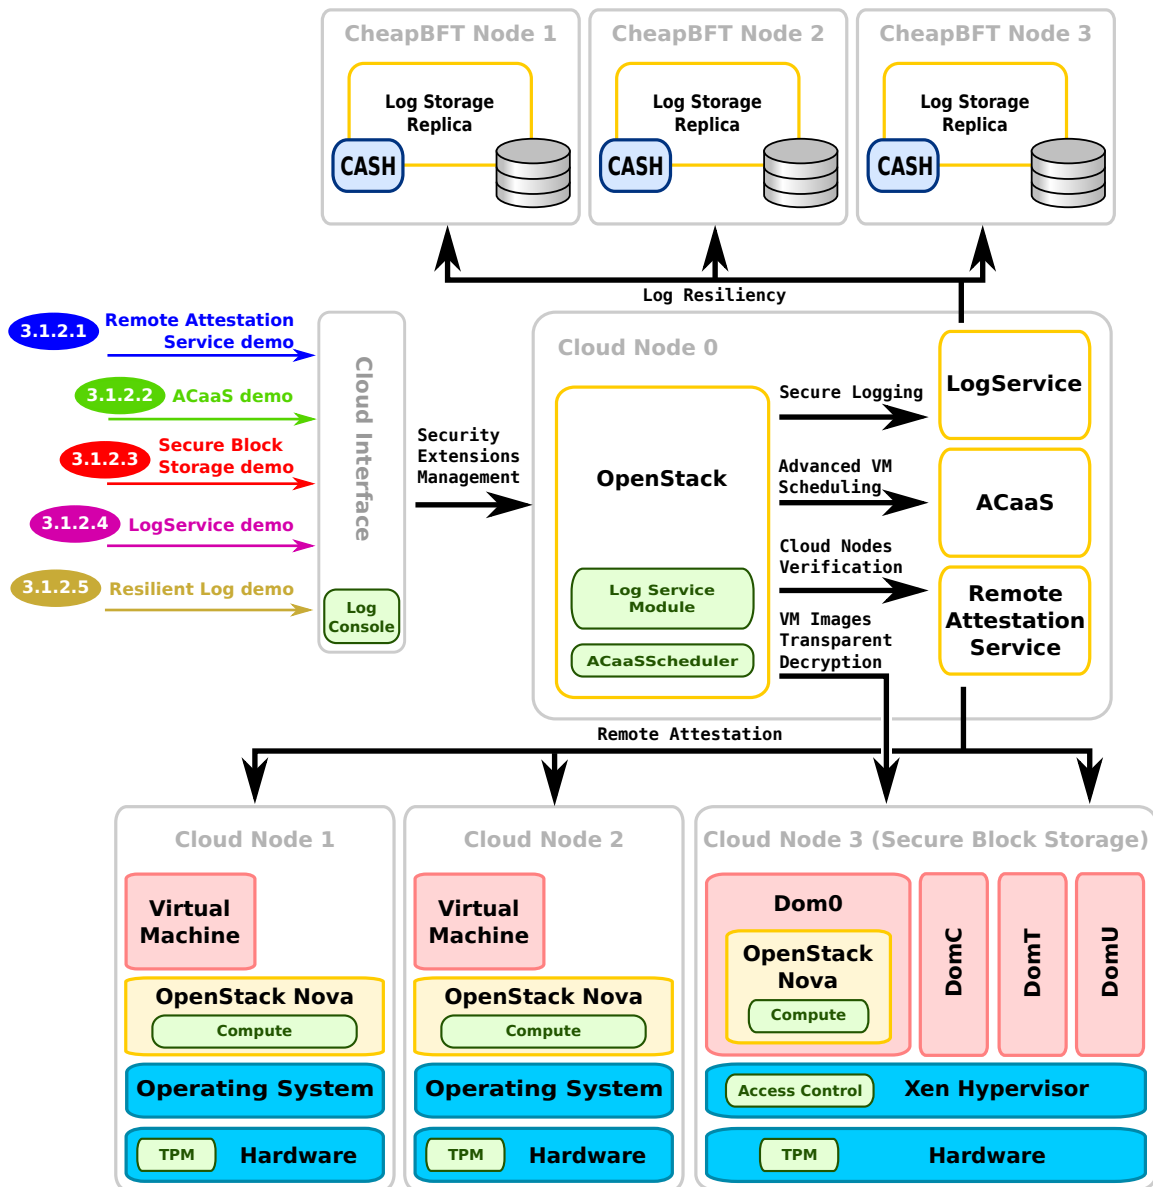 CheapBFT Node 1
Log Storage
Replica
CASH
CheapBFT Node 2
Log Storage
Replica
CASH
CheapBFT Node 3
Log Storage
Replica
CASH
Log Resiliency
3.1.2.1
Remote Attestation
Service demo
3.1.2.2
ACaaS demo
3.1.2.3
Secure Block
Storage demo
3.1.2.4
LogService demo
3.1.2.5
Resilient Log demo
Cloud Interface
Log
Console
Security
Extensions
Management
Cloud Node 0
OpenStack
Log Service
Module
ACaaSScheduler
Secure Logging
Advanced VM
Scheduling
Cloud Nodes
Verification
VM Images
Transparent
Decryption
LogService
ACaaS
Remote
Attestation
Service
Remote Attestation
Cloud Node 1
Virtual
Machine
OpenStack Nova
Compute
Operating System
TPM
Hardware
Cloud Node 2
Virtual
Machine
OpenStack Nova
Compute
Operating System
TPM
Hardware
Cloud Node 3 (Secure Block Storage)
Dom0
OpenStack
Nova
Compute
DomC
DomT
DomU
Access Control
Xen Hypervisor
TPM
Hardware